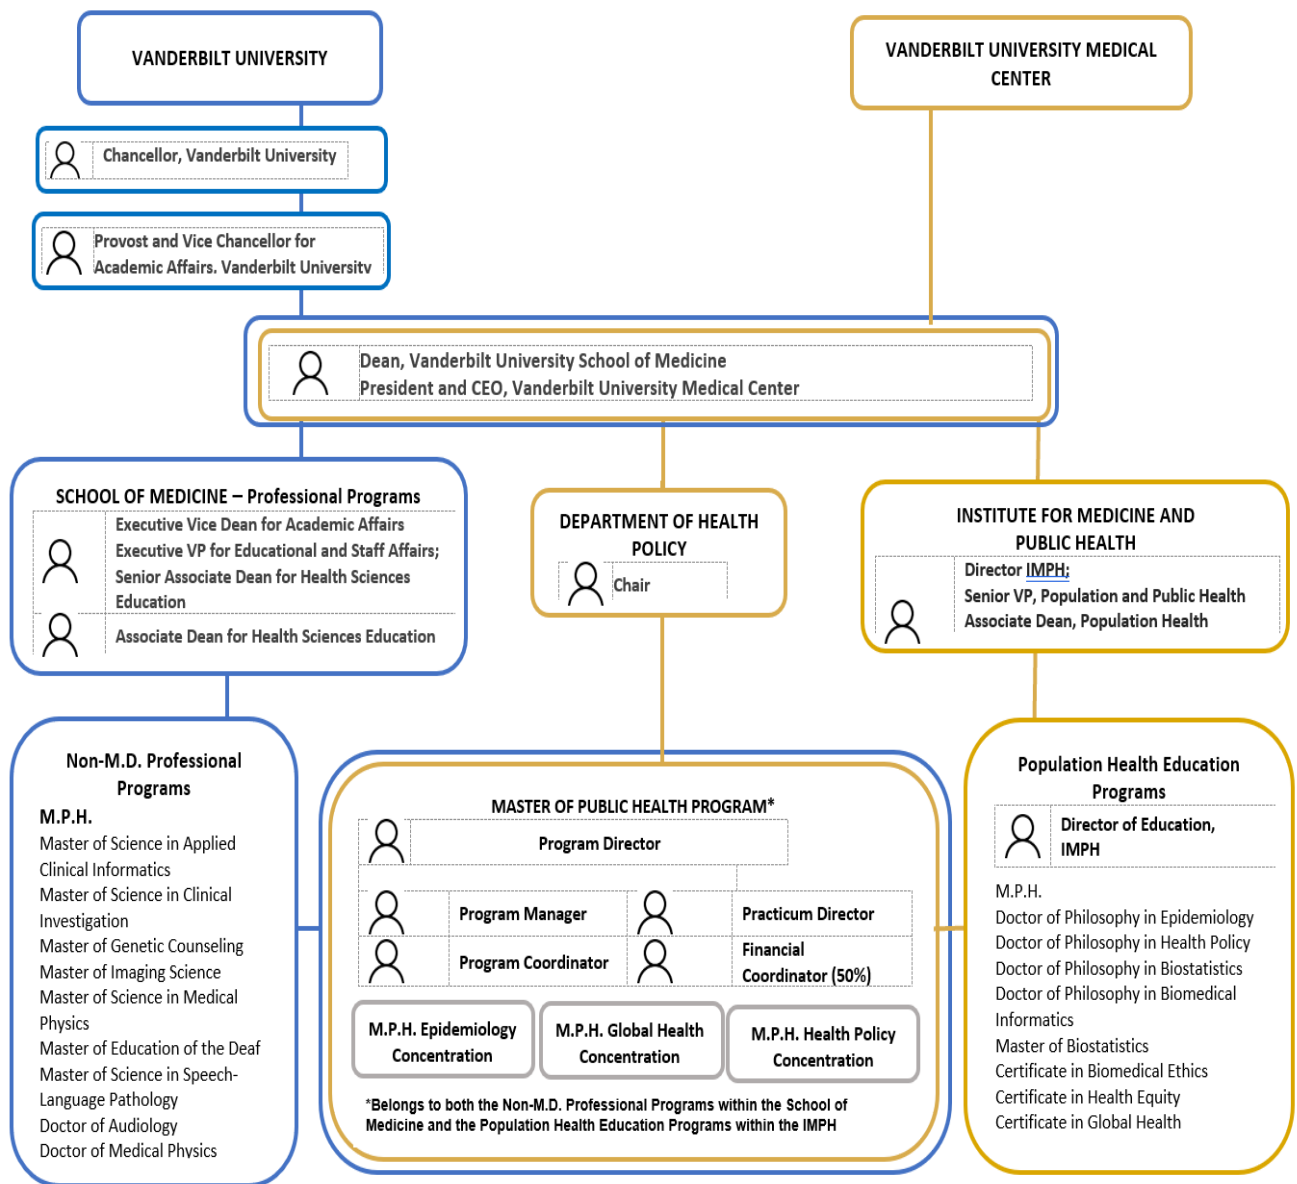 VANDERBILT UNIVERSITY
VANDERBILT UNIVERSITY MEDICAL
CENTER
Chancellor, Vanderbilt University
Provost and Vice Chancellor for
Academic Affairs, Vanderbilt University
Dean, Vanderbilt University School of Medicine
President and CEO, Vanderbilt University Medical Center
SCHOOL OF MEDICINE – Professional Programs
Executive Vice Dean for Academic Affairs
Executive VP for Educational and Staff Affairs;
Senior Associate Dean for Health Sciences
Education
Associate Dean for Health Sciences Education
DEPARTMENT OF HEALTH
POLICY
Chair
INSTITUTE FOR MEDICINE AND
PUBLIC HEALTH
Director IMPH;
Senior VP, Population and Public Health
Associate Dean, Population Health
Non-M.D. Professional
Programs
M.P.H.
Master of Science in Applied
Clinical Informatics
Master of Science in Clinical
Investigation
Master of Genetic Counseling
Master of Imaging Science
Master of Science in Medical
Physics
Master of Education of the Deaf
Master of Science in Speech-
Language Pathology
Doctor of Audiology
Doctor of Medical Physics
MASTER OF PUBLIC HEALTH PROGRAM*
Program Director
Program Manager
Practicum Director
Program Coordinator
Financial
Coordinator (50%)
M.P.H. Epidemiology
Concentration
M.P.H. Global Health
Concentration
M.P.H. Health Policy
Concentration
*Belongs to both the Non-M.D. Professional Programs within the School of
Medicine and the Population Health Education Programs within the IMPH
Population Health Education
Programs
Director of Education,
IMPH
M.P.H.
Doctor of Philosophy in Epidemiology
Doctor of Philosophy in Health Policy
Doctor of Philosophy in Biostatistics
Doctor of Philosophy in Biomedical
Informatics
Master of Biostatistics
Certificate in Biomedical Ethics
Certificate in Health Equity
Certificate in Global Health